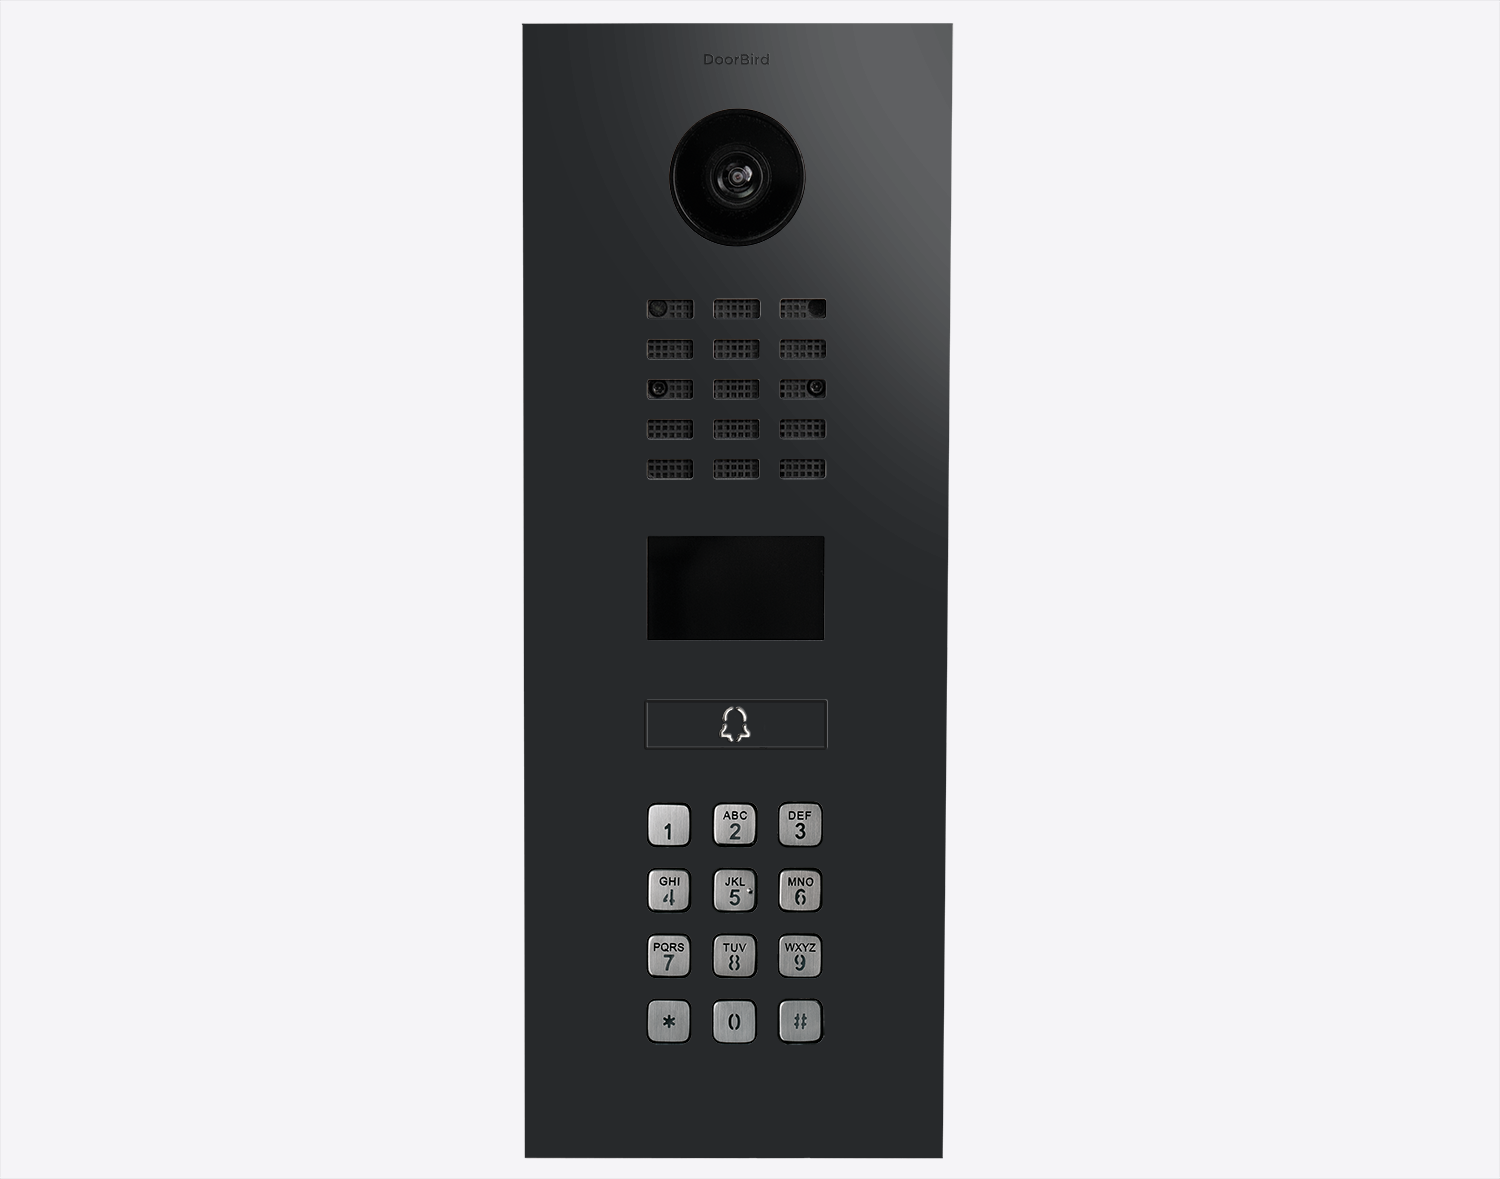 DoorBird
1 ABC 2 DEF 3
GHI 4 JKL 5 MNO 6
PQRS 7 TUV 8 WXYZ 9
* 0 #